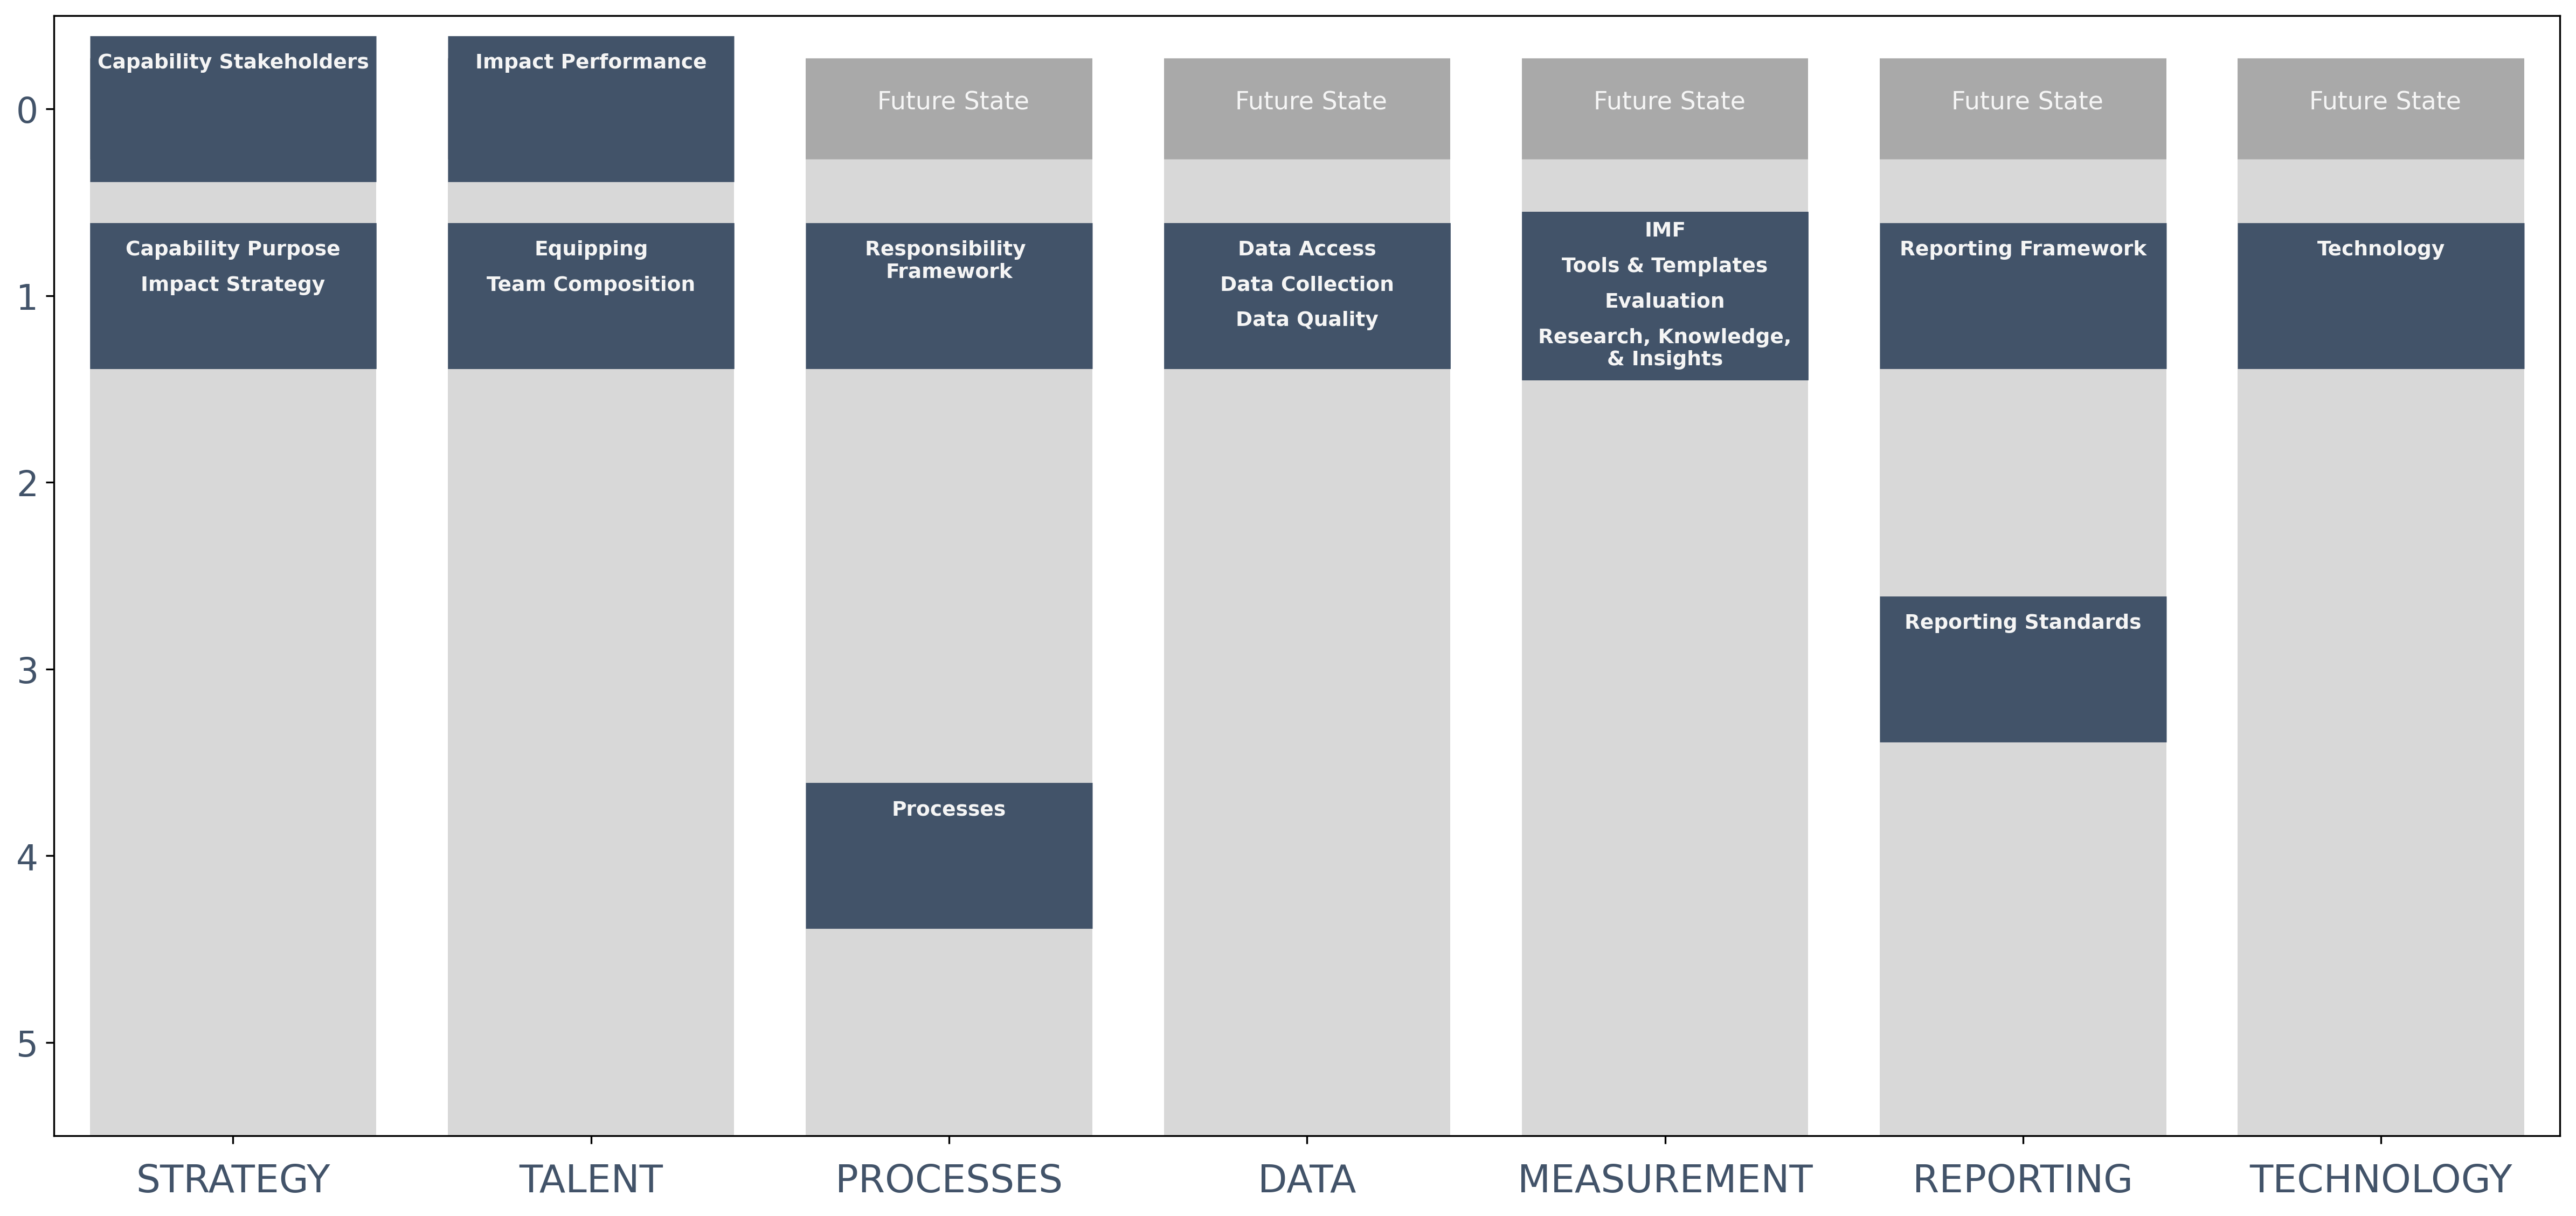 Capability Stakeholders
Impact Performance
Future State
Future State
Future State
Future State
Future State
0
Capability Purpose
Impact Strategy
Equipping
Team Composition
Responsibility
Framework
Data Access
Data Collection
Data Quality
IMF
Tools & Templates
Evaluation
Research, Knowledge,
& Insights
Reporting Framework
Technology
1
2
Reporting Standards
3
Processes
4
5
STRATEGY
TALENT
PROCESSES
DATA
MEASUREMENT
REPORTING
TECHNOLOGY